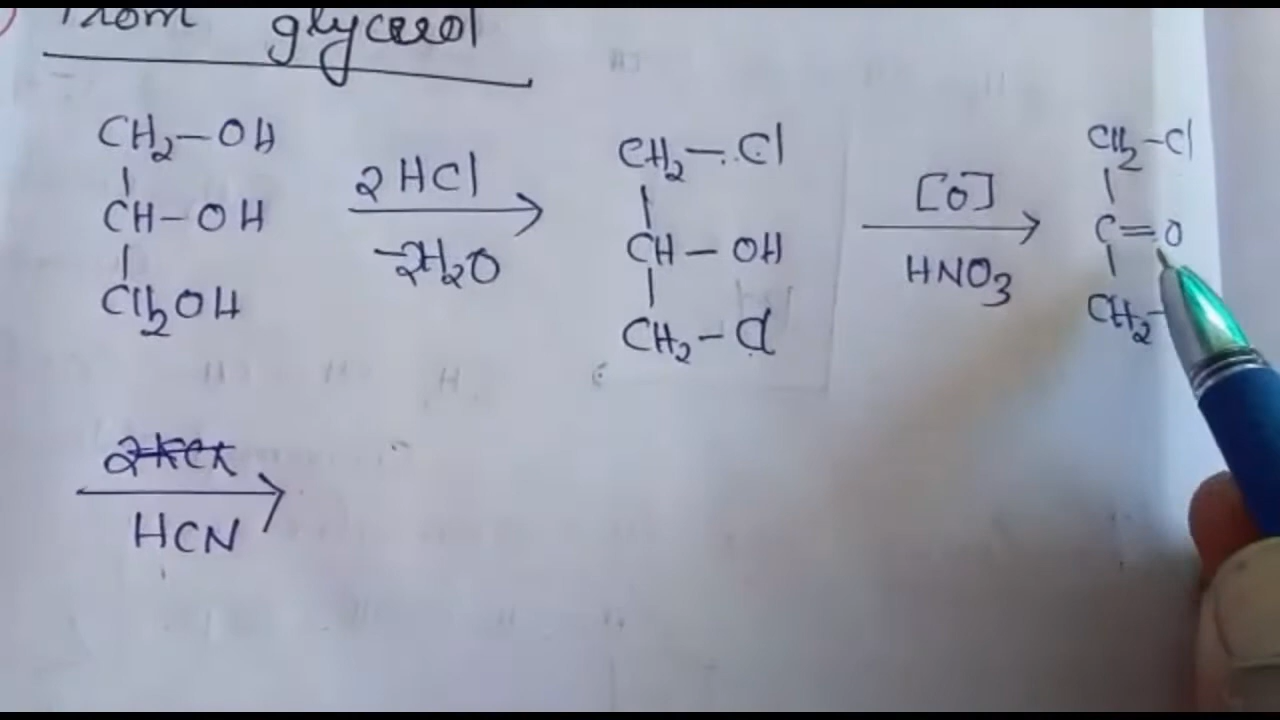 From glycerol
CH2-OH
CH-OH
CH2OH
2HCl
-2H2O
CH2-Cl
CH-OH
CH2-Cl
[O]
HNO3
CH2-Cl
C=O
CH2-
HCN